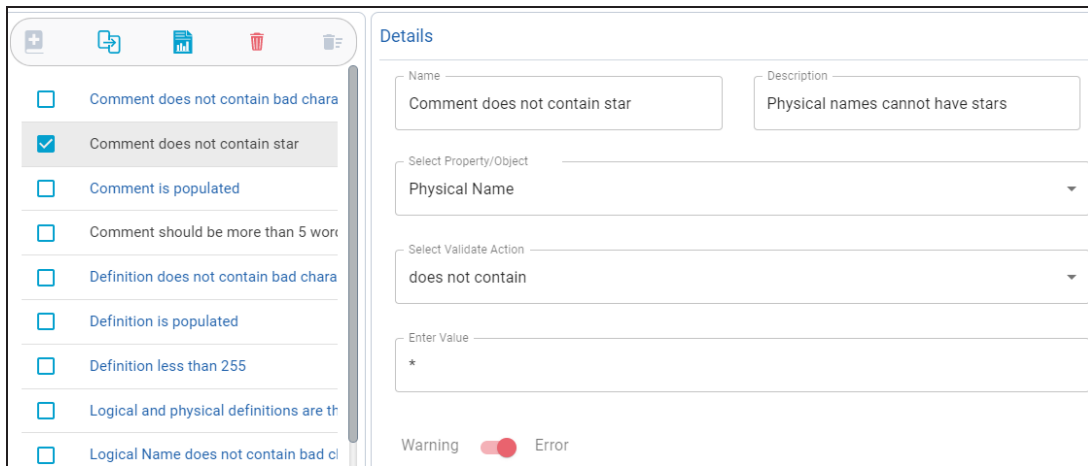 Comment does not contain bad chara
Comment does not contain star
Comment is populated
Comment should be more than 5 word
Definition does not contain bad chara
Definition is populated
Definition less than 255
Logical and physical definitions are th
Logical Name does not contain bad cl
Details
Name
Comment does not contain star
Description
Physical names cannot have stars
Select Property/Object
Physical Name
Select Validate Action
does not contain
Enter Value
*
Warning Error